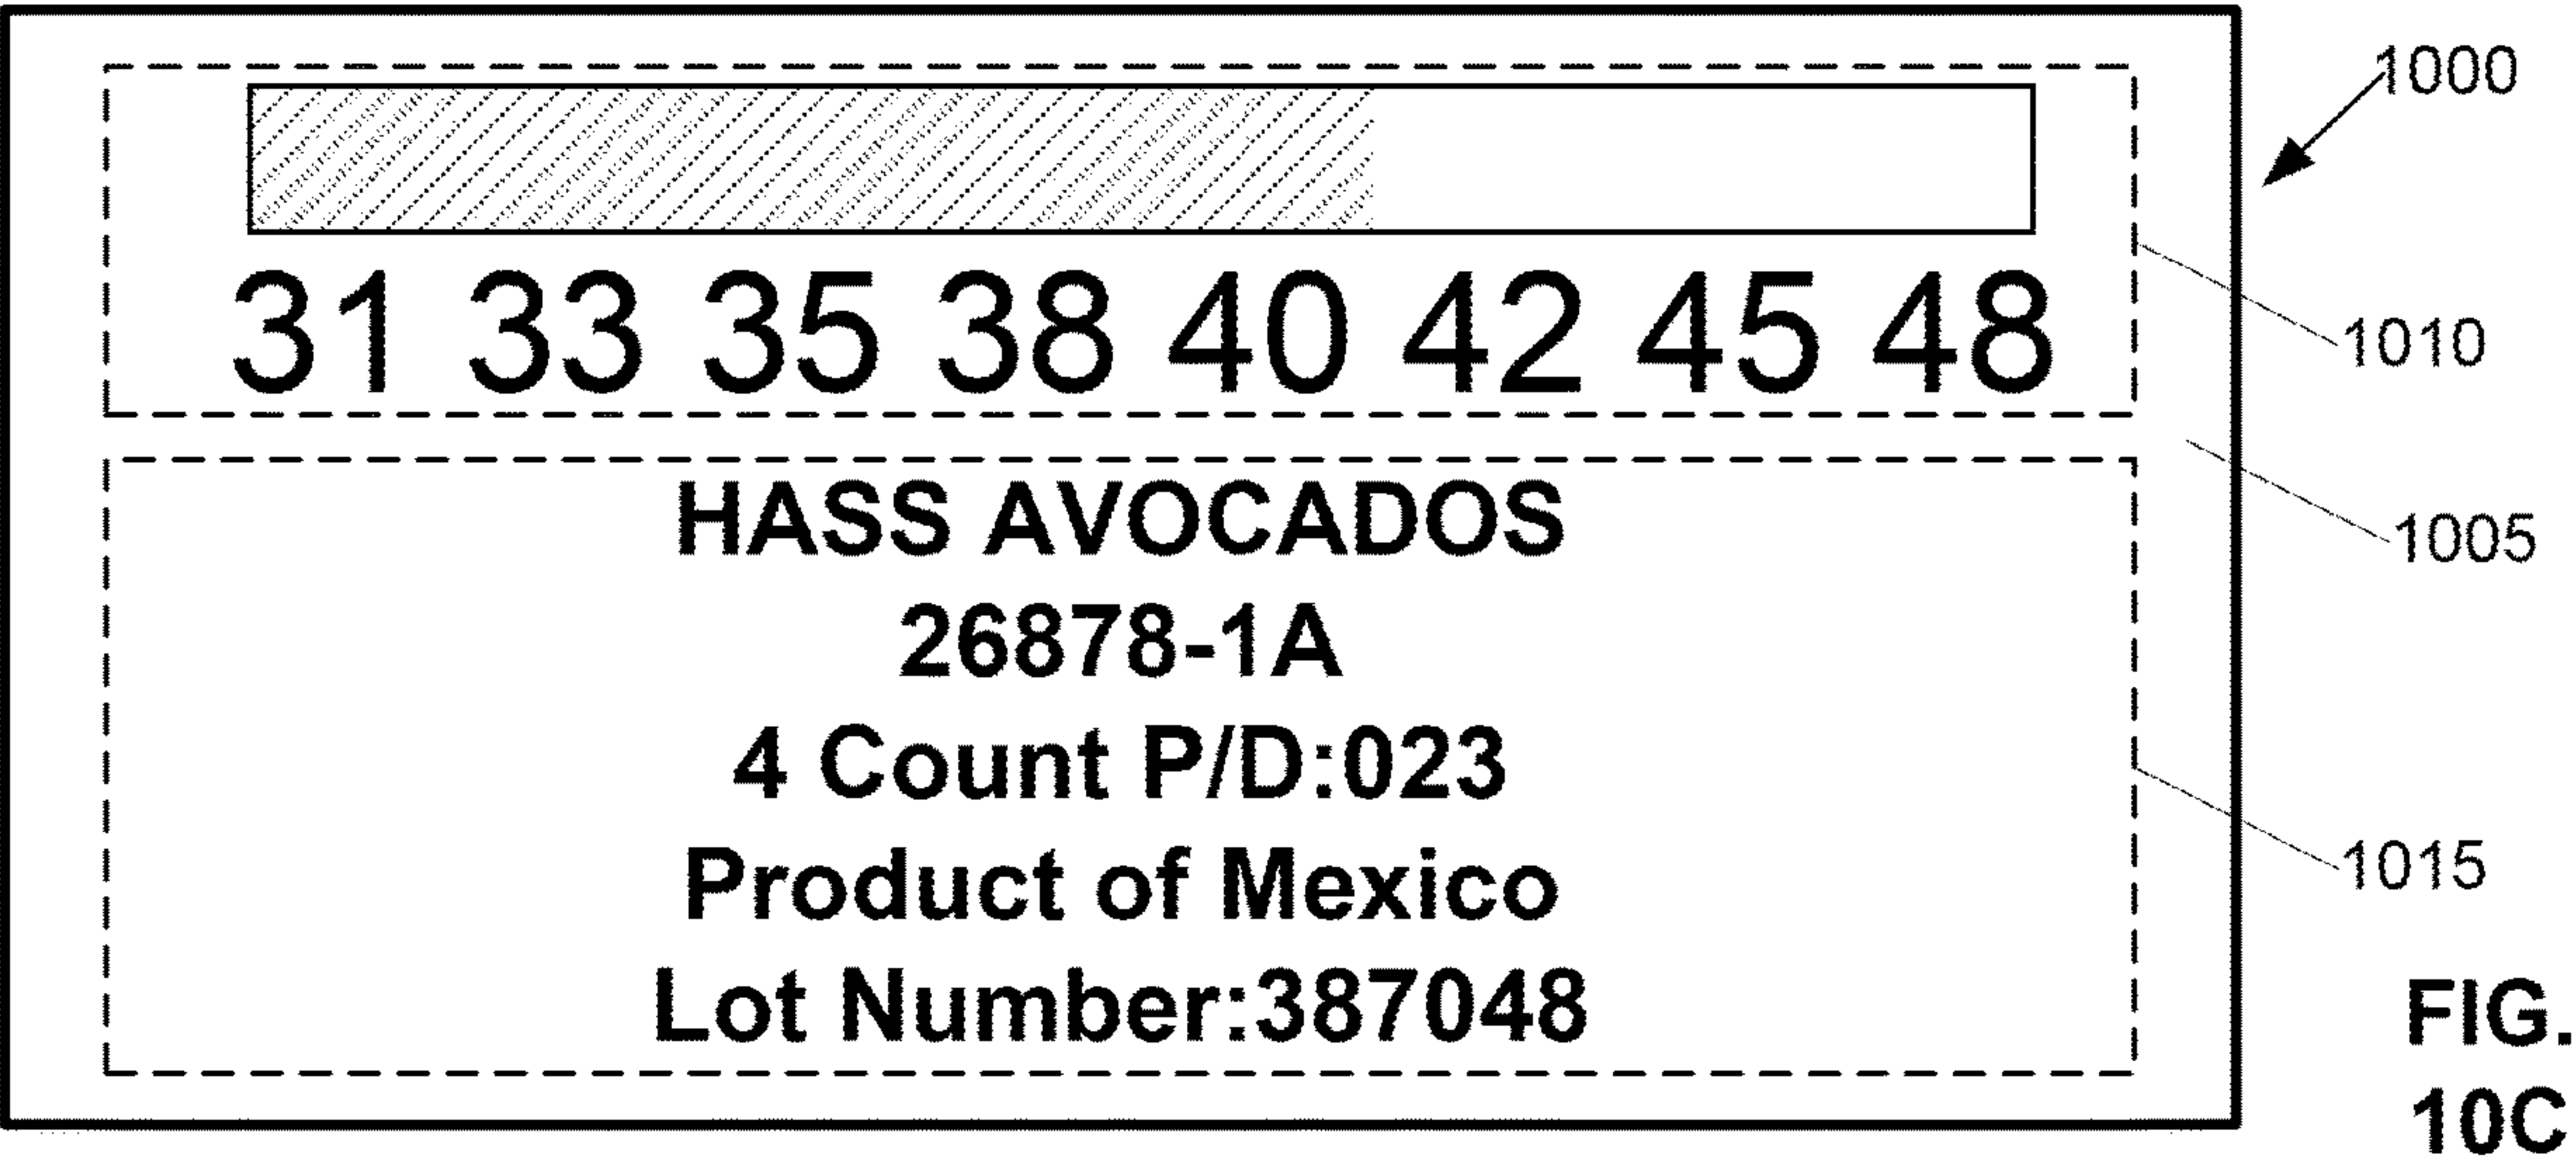 1000
31 33 35 38 40 42 45 48
1010
1005
HASS AVOCADOS
26878-1A
4 Count P/D:023
Product of Mexico
Lot Number:387048
1015
FIG.
10C